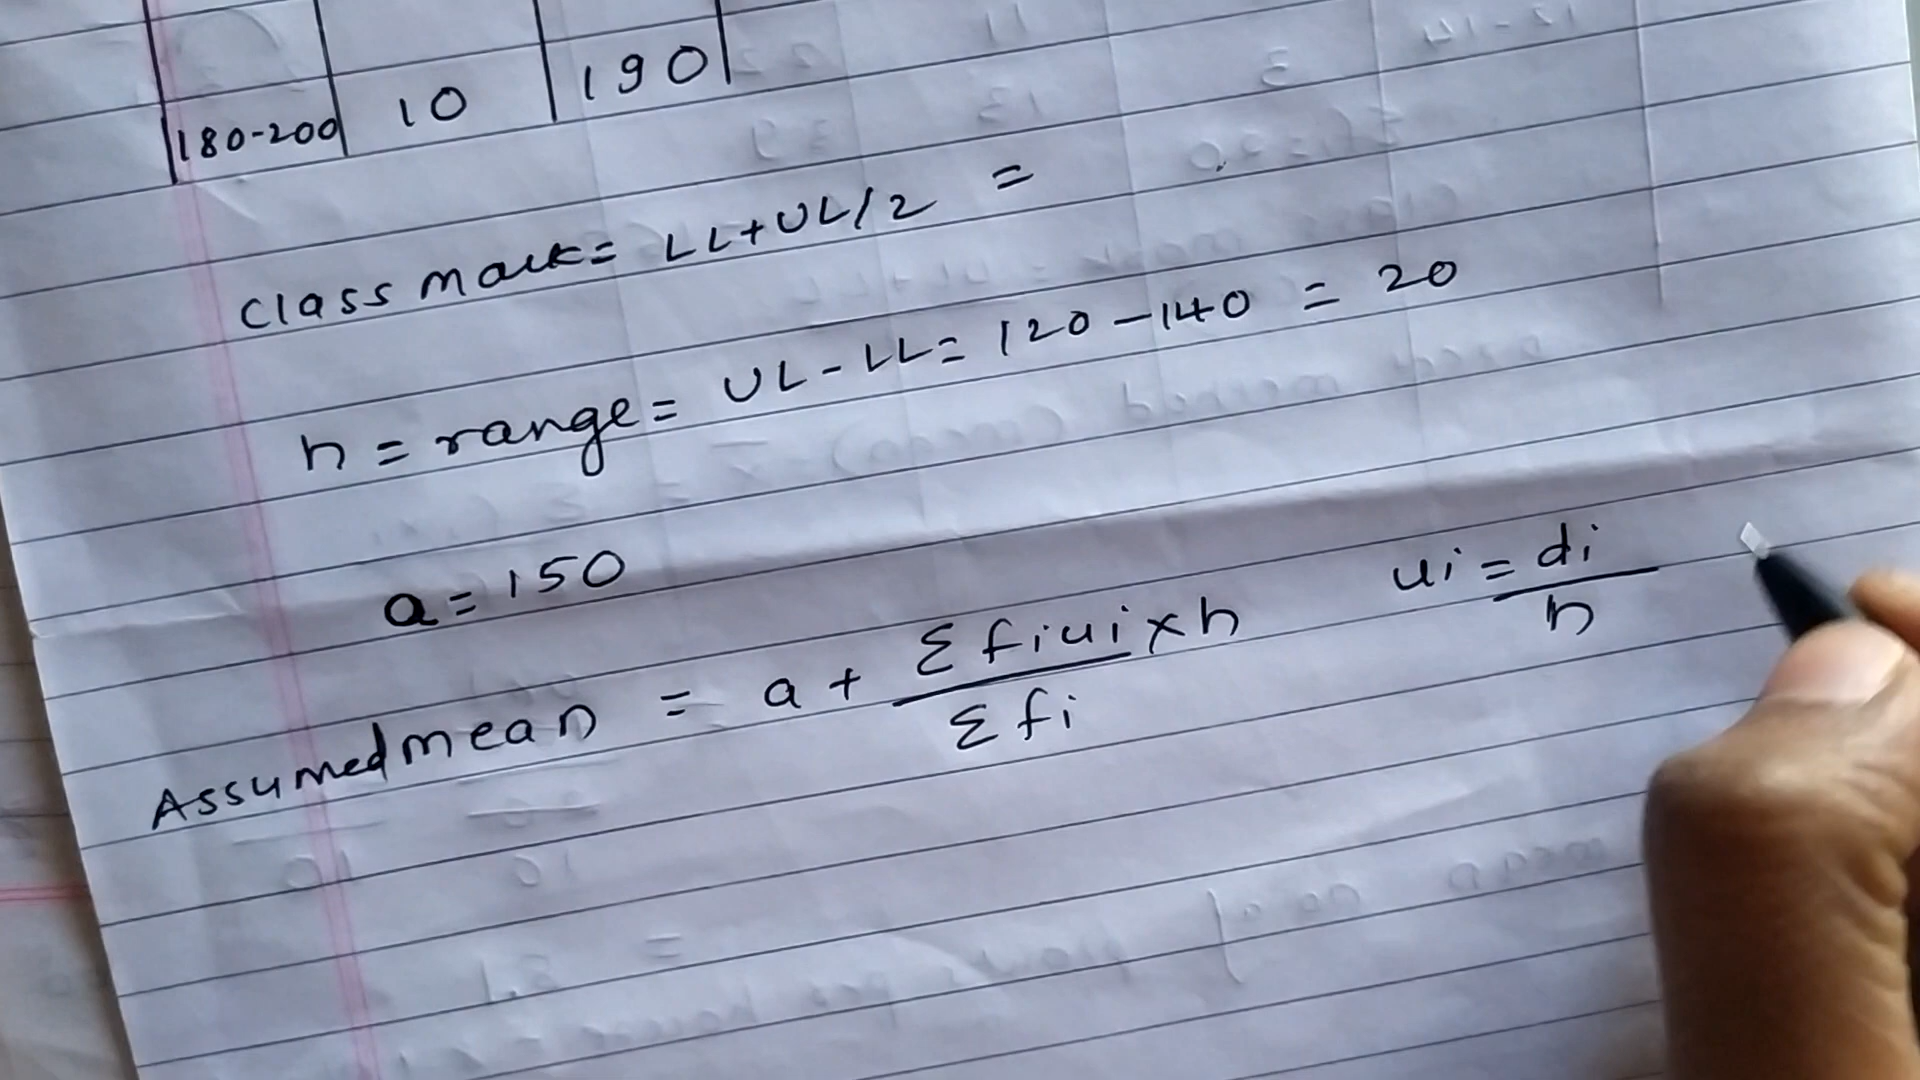 180-200 10 190
Class mark = LL+UL/2 =
h = range = UL-LL = 120-140 = 20
a = 150
Assumed mean = a + Σfiui×h / Σfi ui = di / h